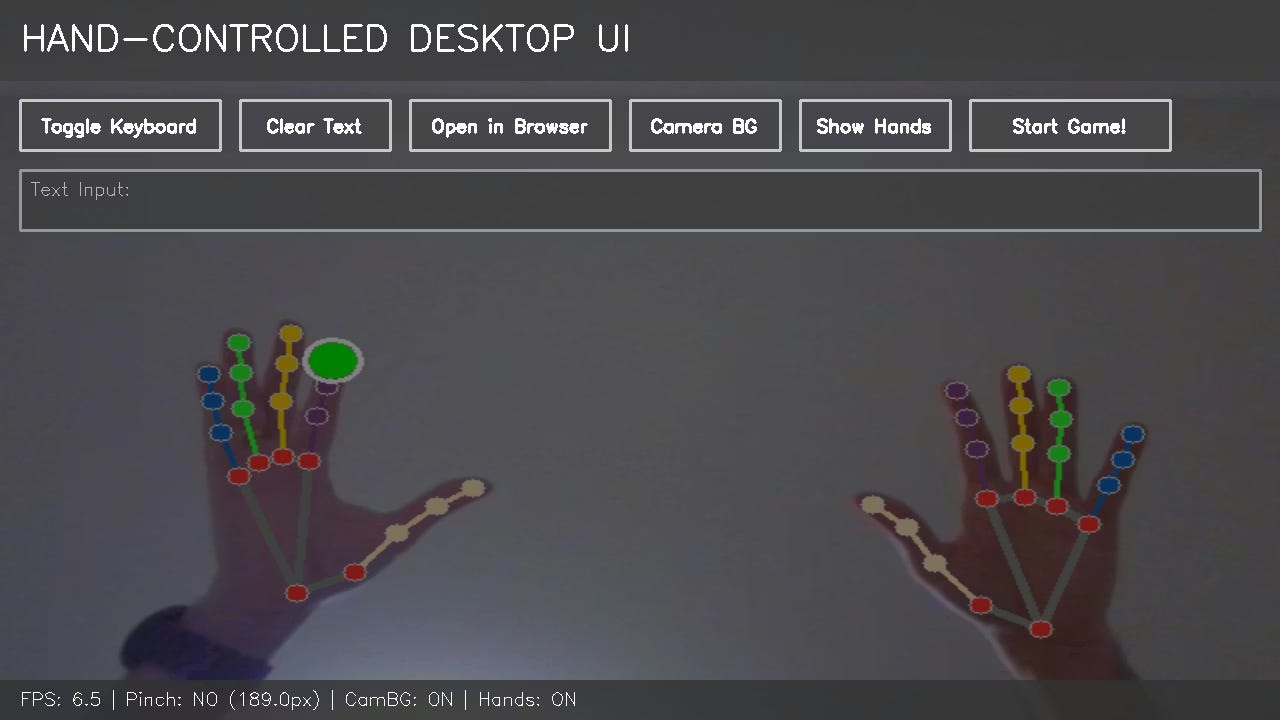 HAND-CONTROLLED DESKTOP UI
Toggle Keyboard Clear Text Open in Browser Camera BG Show Hands Start Game!
Text Input:
FPS: 6.5 | Pinch: NO (189.0px) | CamBG: ON | Hands: ON